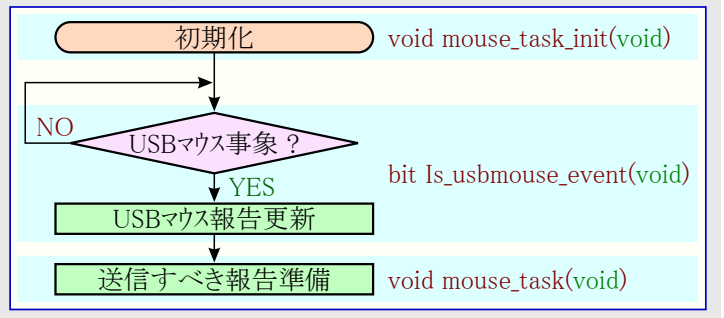 初期化 void mouse_task_init(void)
NO
USBマウス事象 ?
bit Is_usbmouse_event(void)
YES
USBマウス報告更新
送信すべき報告準備 void mouse_task(void)